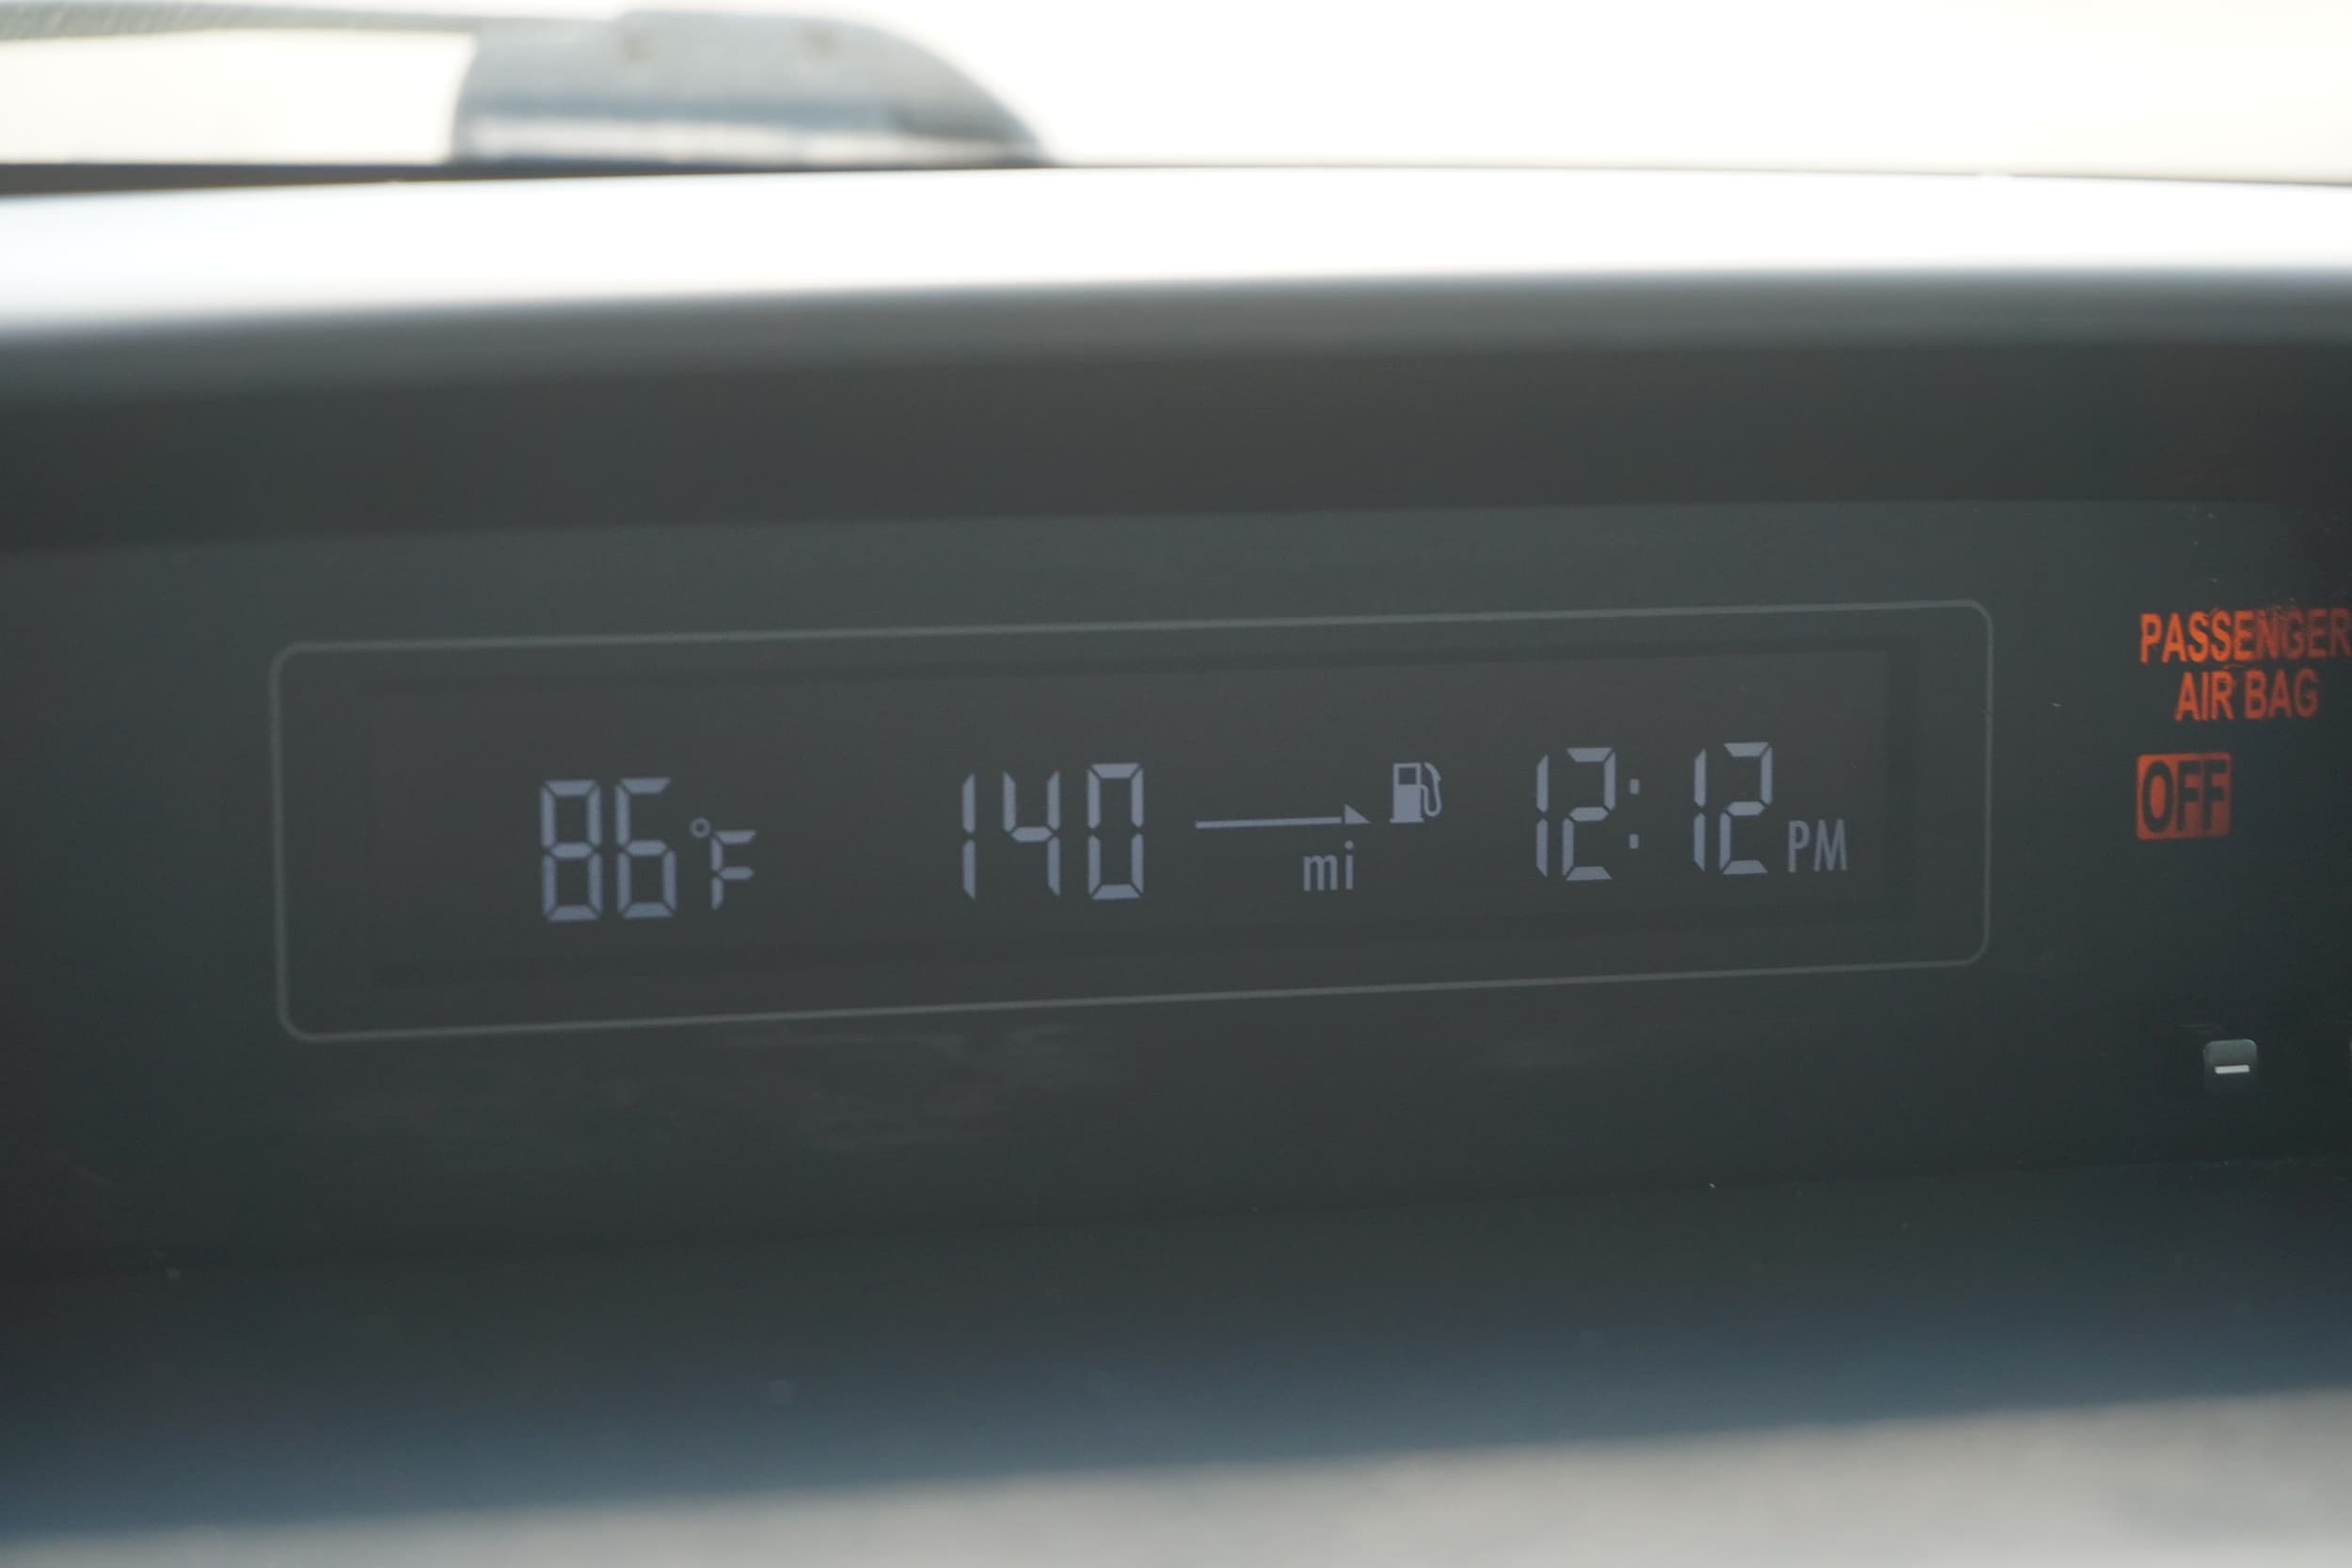 86°F 140 mi 12:12 PM
PASSENGER
AIR BAG
OFF